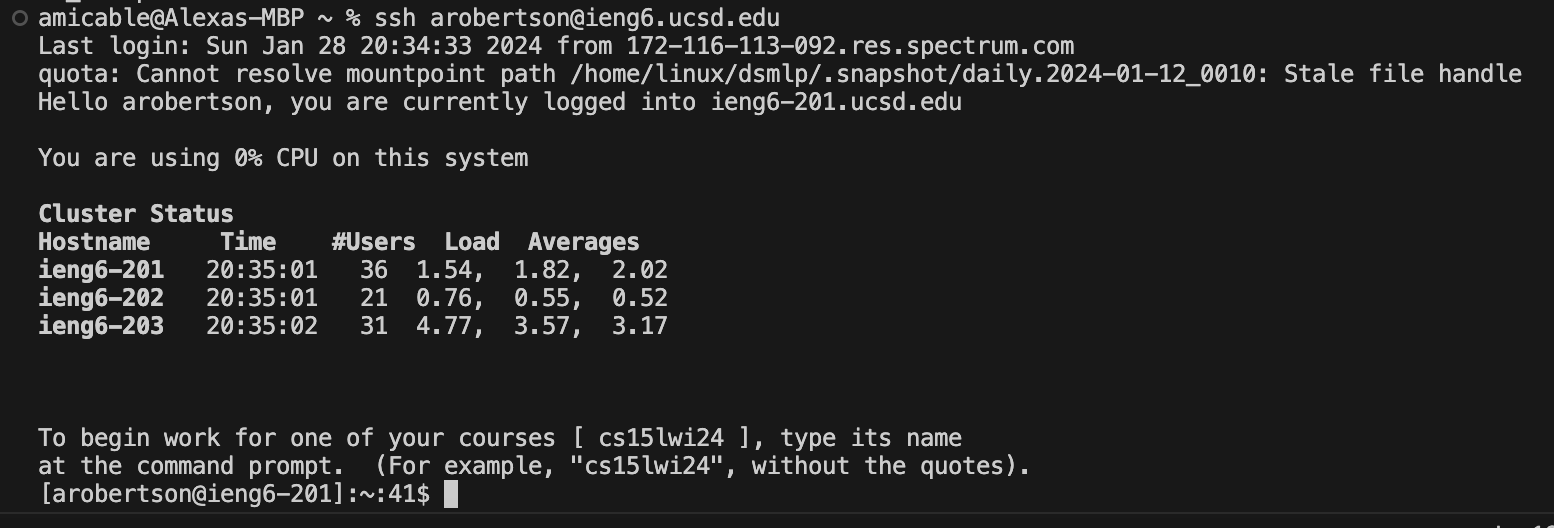 amicable@Alexas-MBP ~ % ssh arobertson@ieng6.ucsd.edu
Last login: Sun Jan 28 20:34:33 2024 from 172-116-113-092.res.spectrum.com
quota: Cannot resolve mountpoint path /home/linux/dsmlp/.snapshot/daily.2024-01-12_0010: Stale file handle
Hello arobertson, you are currently logged into ieng6-201.ucsd.edu
You are using 0% CPU on this system
Cluster Status
Hostname     Time    #Users  Load  Averages
ieng6-201   20:35:01   36  1.54,  1.82,  2.02
ieng6-202   20:35:01   21  0.76,  0.55,  0.52
ieng6-203   20:35:02   31  4.77,  3.57,  3.17
To begin work for one of your courses [ cs15lwi24 ], type its name
at the command prompt.  (For example, "cs15lwi24", without the quotes).
[arobertson@ieng6-201]:~:41$